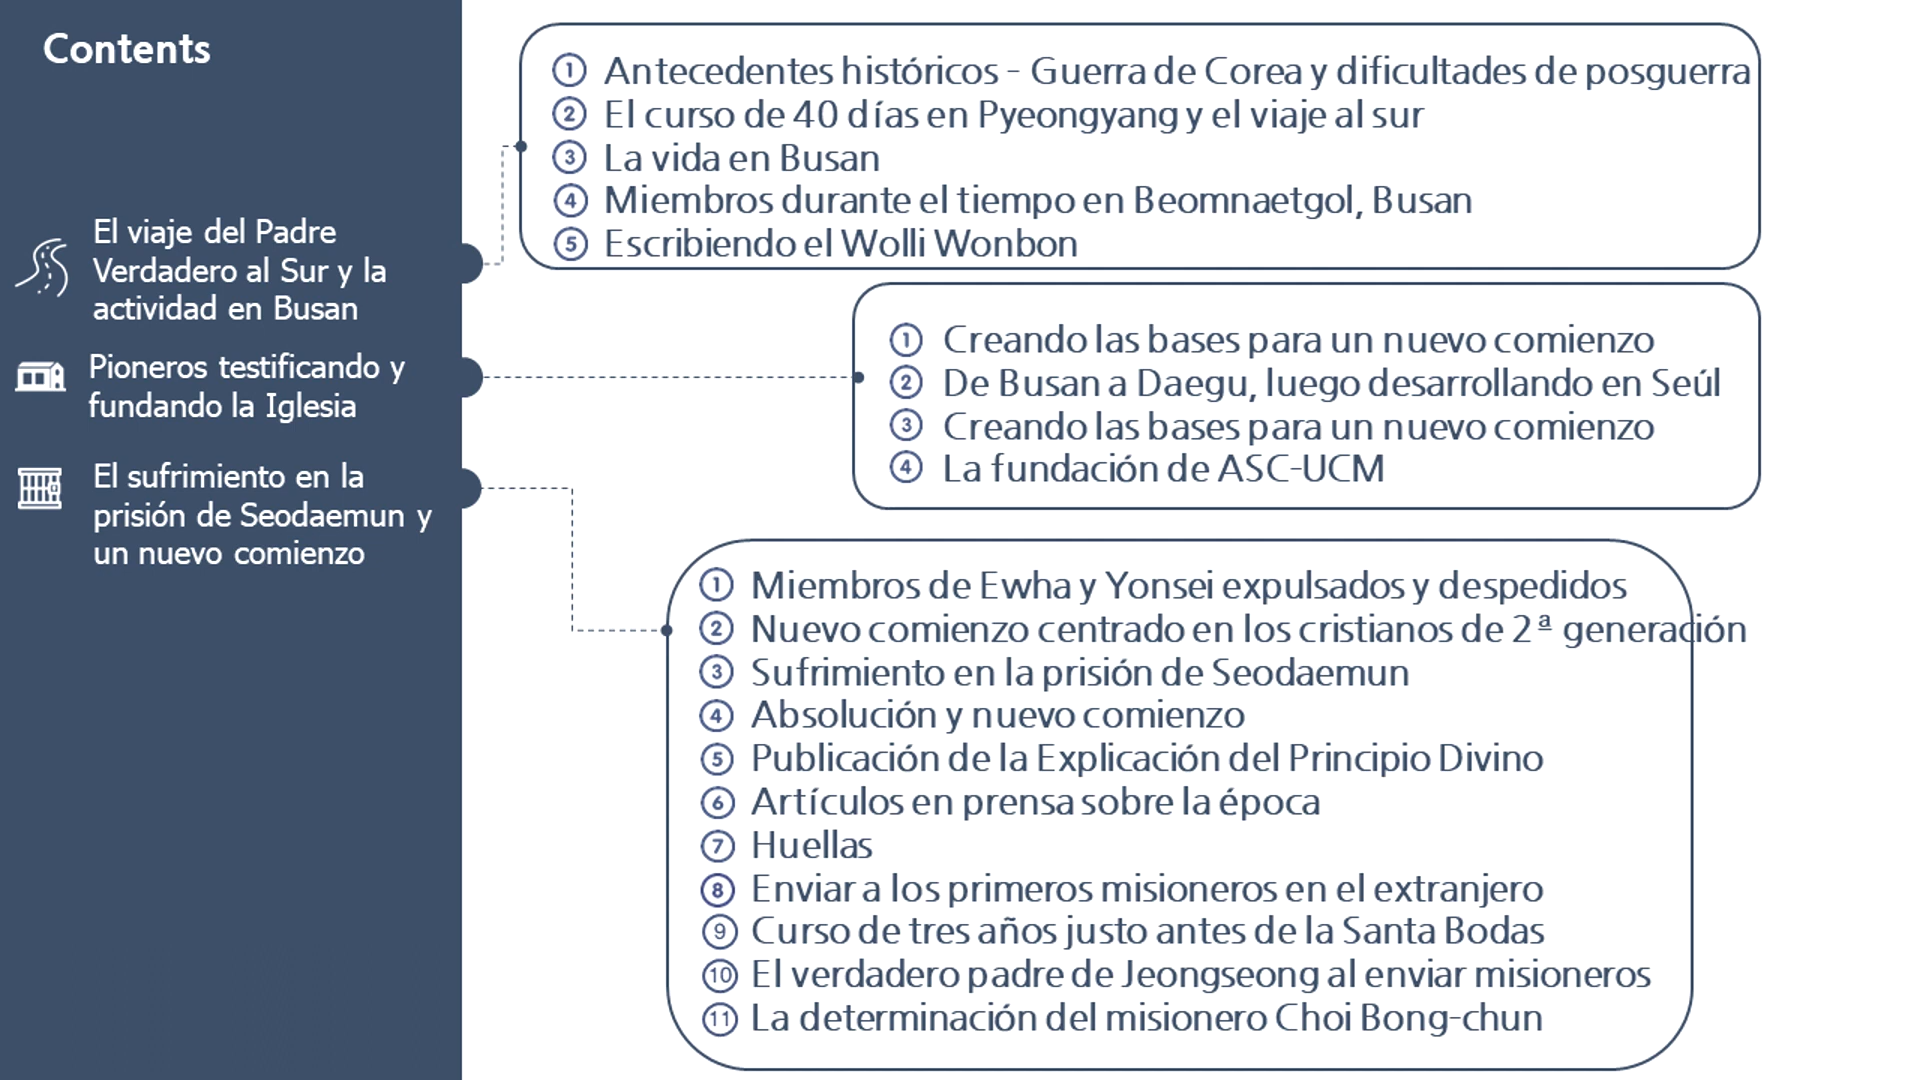 Contents
El viaje del Padre
Verdadero al Sur y la
actividad en Busan
① Antecedentes históricos – Guerra de Corea y dificultades de posguerra
② El curso de 40 días en Pyeongyang y el viaje al sur
③ La vida en Busan
④ Miembros durante el tiempo en Beomnaetgol, Busan
⑤ Escribiendo el Wolli Wonbon
Pioneros testificando y
fundando la Iglesia
① Creando las bases para un nuevo comienzo
② De Busan a Daegu, luego desarrollando en Seúl
③ Creando las bases para un nuevo comienzo
④ La fundación de ASC-UCM
El sufrimiento en la
prisión de Seodaemun y
un nuevo comienzo
① Miembros de Ewha y Yonsei expulsados y despedidos
② Nuevo comienzo centrado en los cristianos de 2ª generación
③ Sufrimiento en la prisión de Seodaemun
④ Absolución y nuevo comienzo
⑤ Publicación de la Explicación del Principio Divino
⑥ Artículos en prensa sobre la época
⑦ Huellas
⑧ Enviar a los primeros misioneros en el extranjero
⑨ Curso de tres años justo antes de la Santa Bodas
⑩ El verdadero padre de Jeongseong al enviar misioneros
⑪ La determinación del misionero Choi Bong-chun